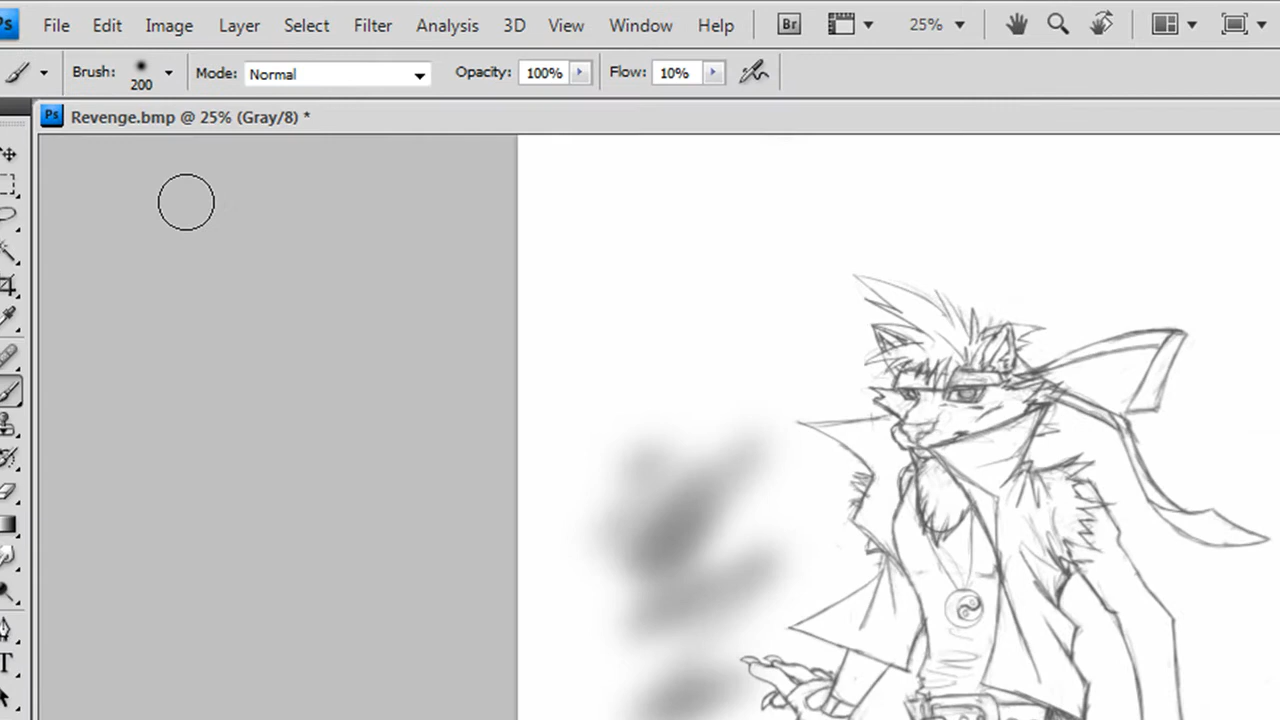 Ps File Edit Image Layer Select Filter Analysis 3D View Window Help Br 25%
Brush: 200 Mode: Normal Opacity: 100% Flow: 10%
Ps Revenge.bmp @ 25% (Gray/8) *
T